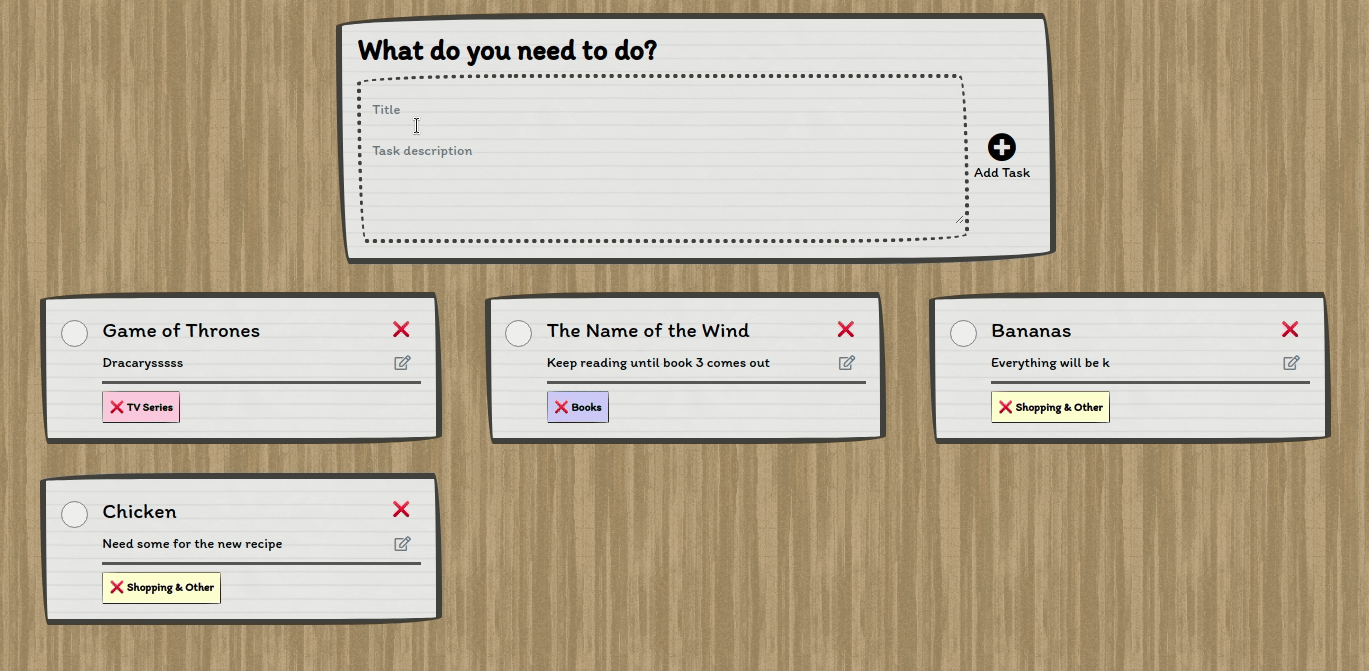 What do you need to do?
Title
Task description
Add Task
Game of Thrones
Dracarysssss
TV Series
The Name of the Wind
Keep reading until book 3 comes out
Books
Bananas
Everything will be k
Shopping & Other
Chicken
Need some for the new recipe
Shopping & Other